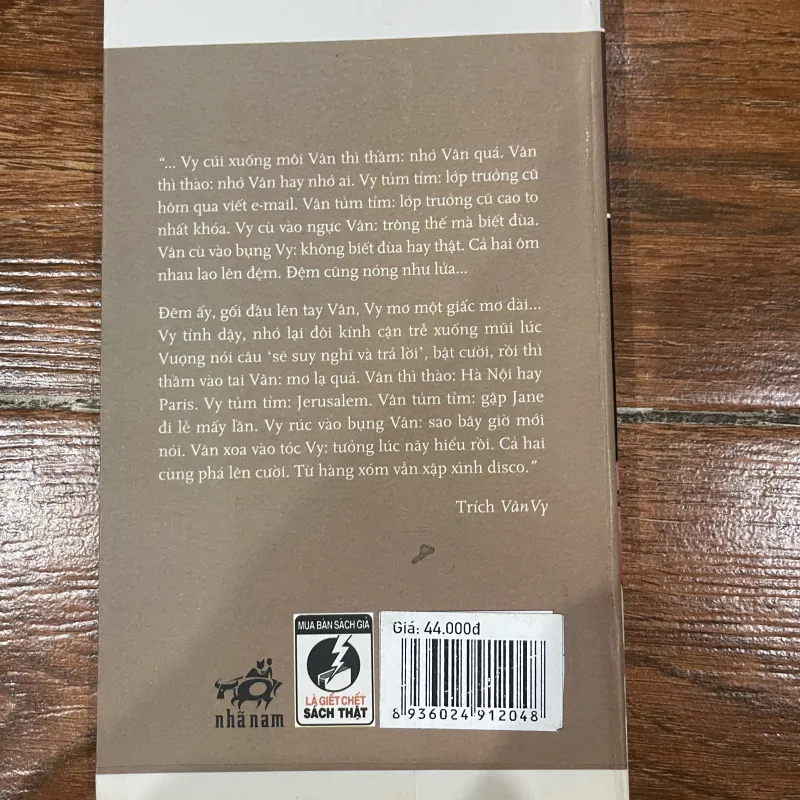 “... Vy cúi xuống môi Vân thì thầm: nhớ Vân quá. Vân
thì thào: nhớ Vân hay nhớ ai. Vy tủm tỉm: lớp trưởng cũ
hôm qua viết e-mail. Vân tủm tỉm: lớp trưởng cũ cao to
nhất khóa. Vy cù vào ngực Vân: trông thế mà biết đùa.
Vân cù vào bụng Vy: không biết đùa hay thật. Cả hai ôm
nhau lao lên đệm. Đệm cũng nóng như lửa...
Đêm ấy, gối đầu lên tay Vân, Vy mơ một giấc mơ dài...
Vy tỉnh dậy, nhớ lại đôi kính cận trễ xuống mũi lúc
Vượng nói câu ‘sẽ suy nghĩ và trả lời’, bật cười, rồi thì
thầm vào tai Vân: mơ lạ quá. Vân thì thào: Hà Nội hay
Paris. Vy tủm tỉm: Jerusalem. Vân tủm tỉm: gặp Jane
đi lễ mấy lần. Vy rúc vào bụng Vân: sao bây giờ mới
nói. Vân xoa vào tóc Vy: tưởng lúc này hiểu rồi. Cả hai
cùng phá lên cười. Từ hàng xóm vẳn xập xình disco.”
Trích Vân Vy
nhã nam
MUA BÁN SÁCH GIẢ
LÀ GIẾT CHẾT
SÁCH THẬT
Giá: 44.000đ
8 936024 912048